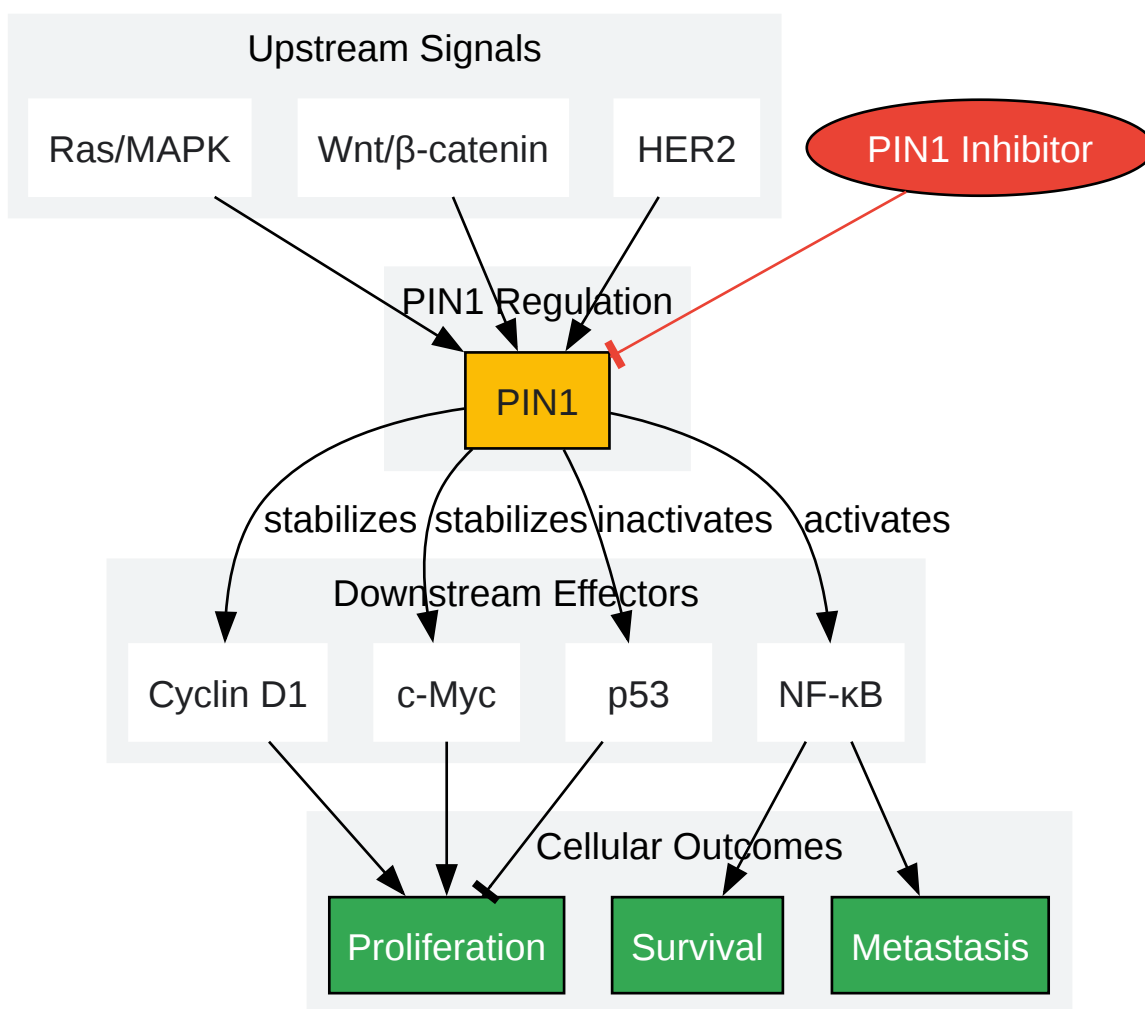 Upstream Signals
Ras/MAPK
Wnt/β-catenin
HER2
PIN1 Inhibitor
PIN1 Regulation
PIN1
stabilizes
stabilizes
inactivates
activates
Downstream Effectors
Cyclin D1
c-Myc
p53
NF-κB
Cellular Outcomes
Proliferation
Survival
Metastasis